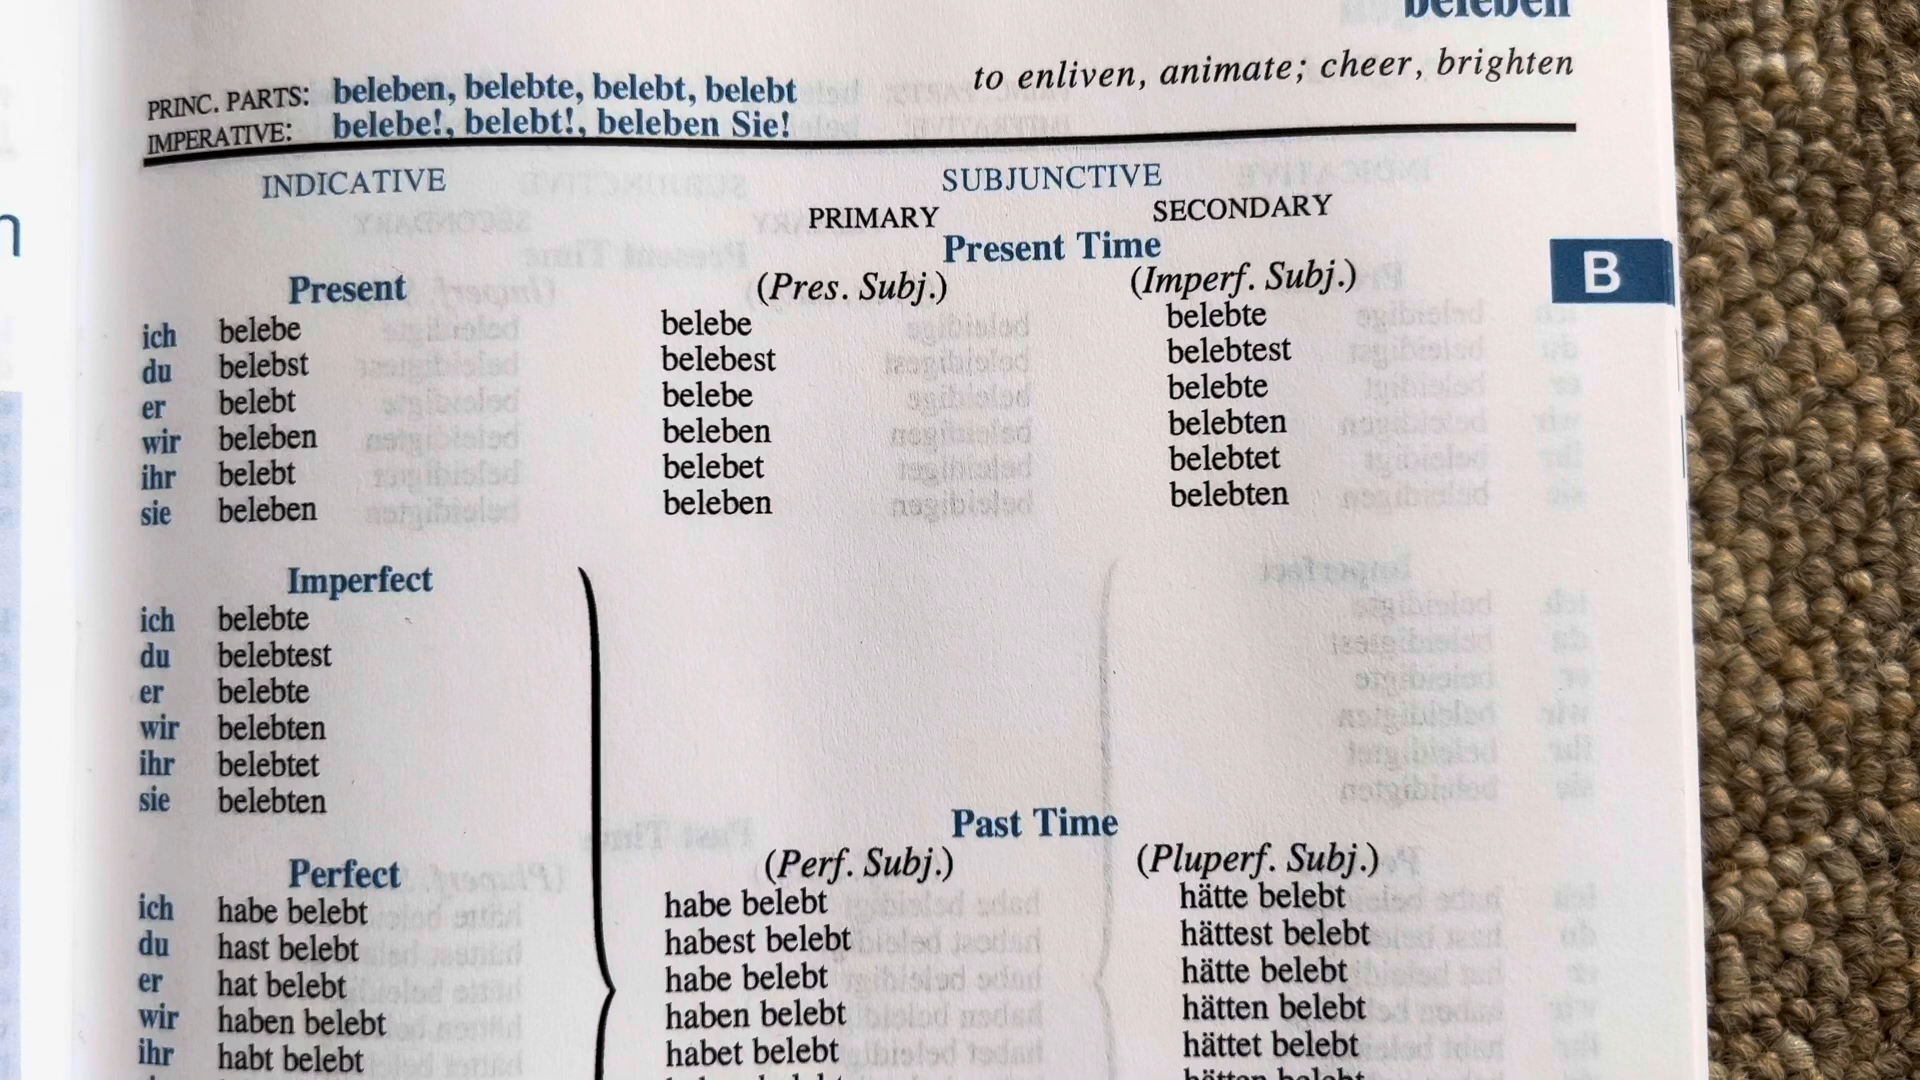 beleben
to enliven, animate; cheer, brighten
PRINC. PARTS: beleben, belebte, belebt, belebt
IMPERATIVE: belebe!, belebt!, beleben Sie!
INDICATIVE
SUBJUNCTIVE
PRIMARY SECONDARY
Present Time
B
Present (Pres. Subj.) (Imperf. Subj.)
ich belebe belebe belebte
du belebst belebest belebtest
er belebt belebe belebte
wir beleben beleben belebten
ihr belebt belebet belebtet
sie beleben beleben belebten
Imperfect
ich belebte
du belebtest
er belebte
wir belebten
ihr belebtet
sie belebten
Past Time
Perfect (Perf. Subj.) (Pluperf. Subj.)
ich habe belebt habe belebt hätte belebt
du hast belebt habest belebt hättest belebt
er hat belebt habe belebt hätte belebt
wir haben belebt haben belebt hätten belebt
ihr habt belebt habet belebt hättet belebt
hätten belebt